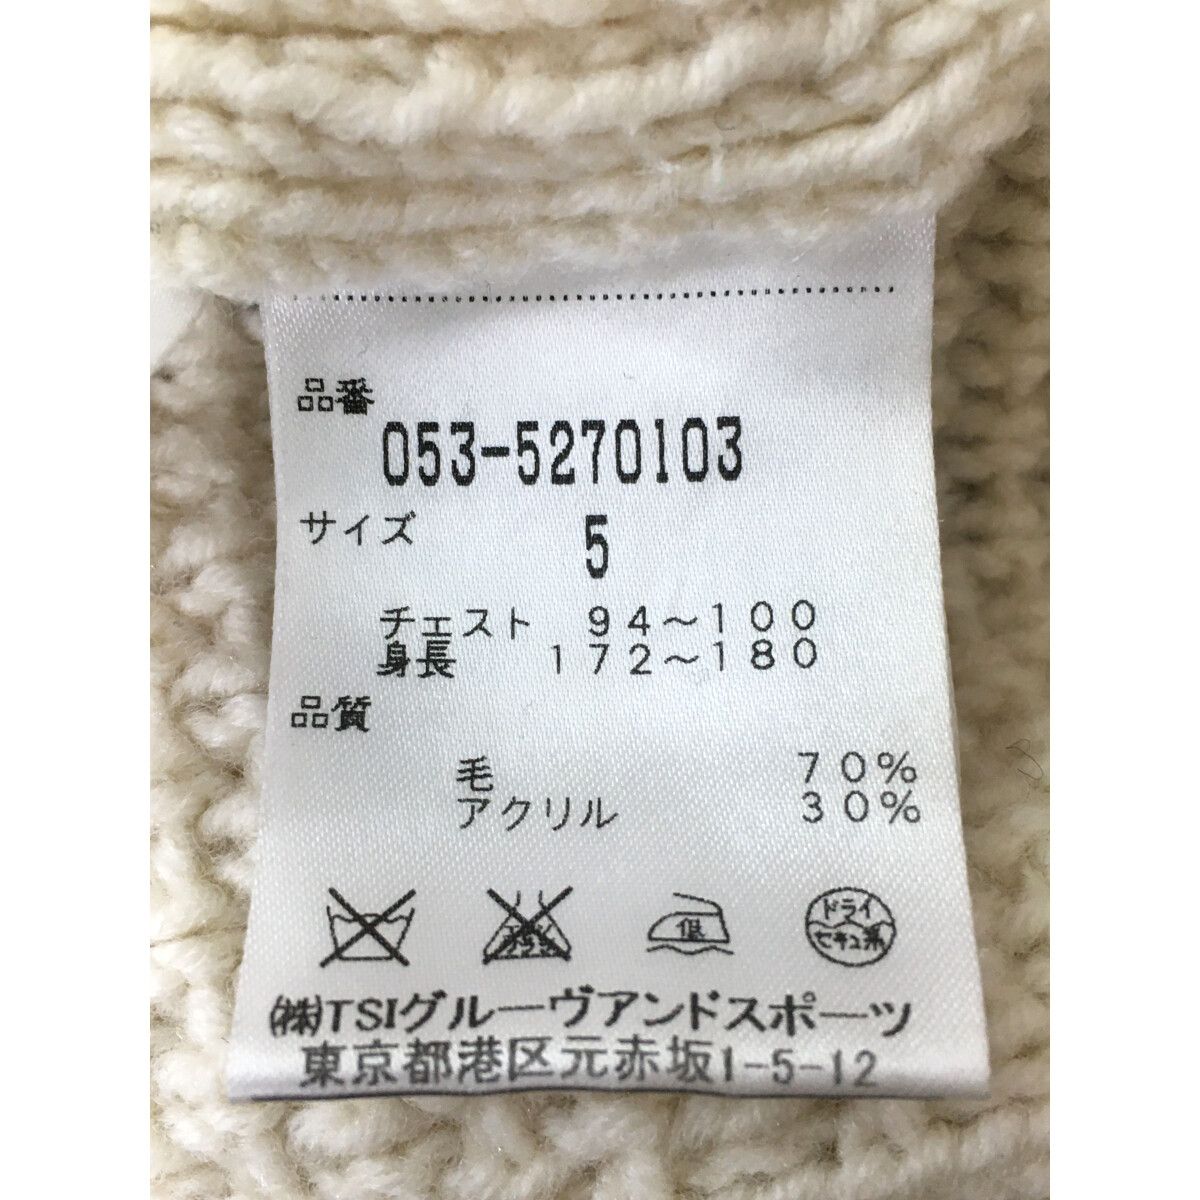 品番
053-5270103
サイズ 5
チェスト 94～100
身長 172～180
品質
毛 70%
アクリル 30%
低
ドライ
セキユ系
㈱TSIグルーヴアンドスポーツ
東京都港区元赤坂1-5-12